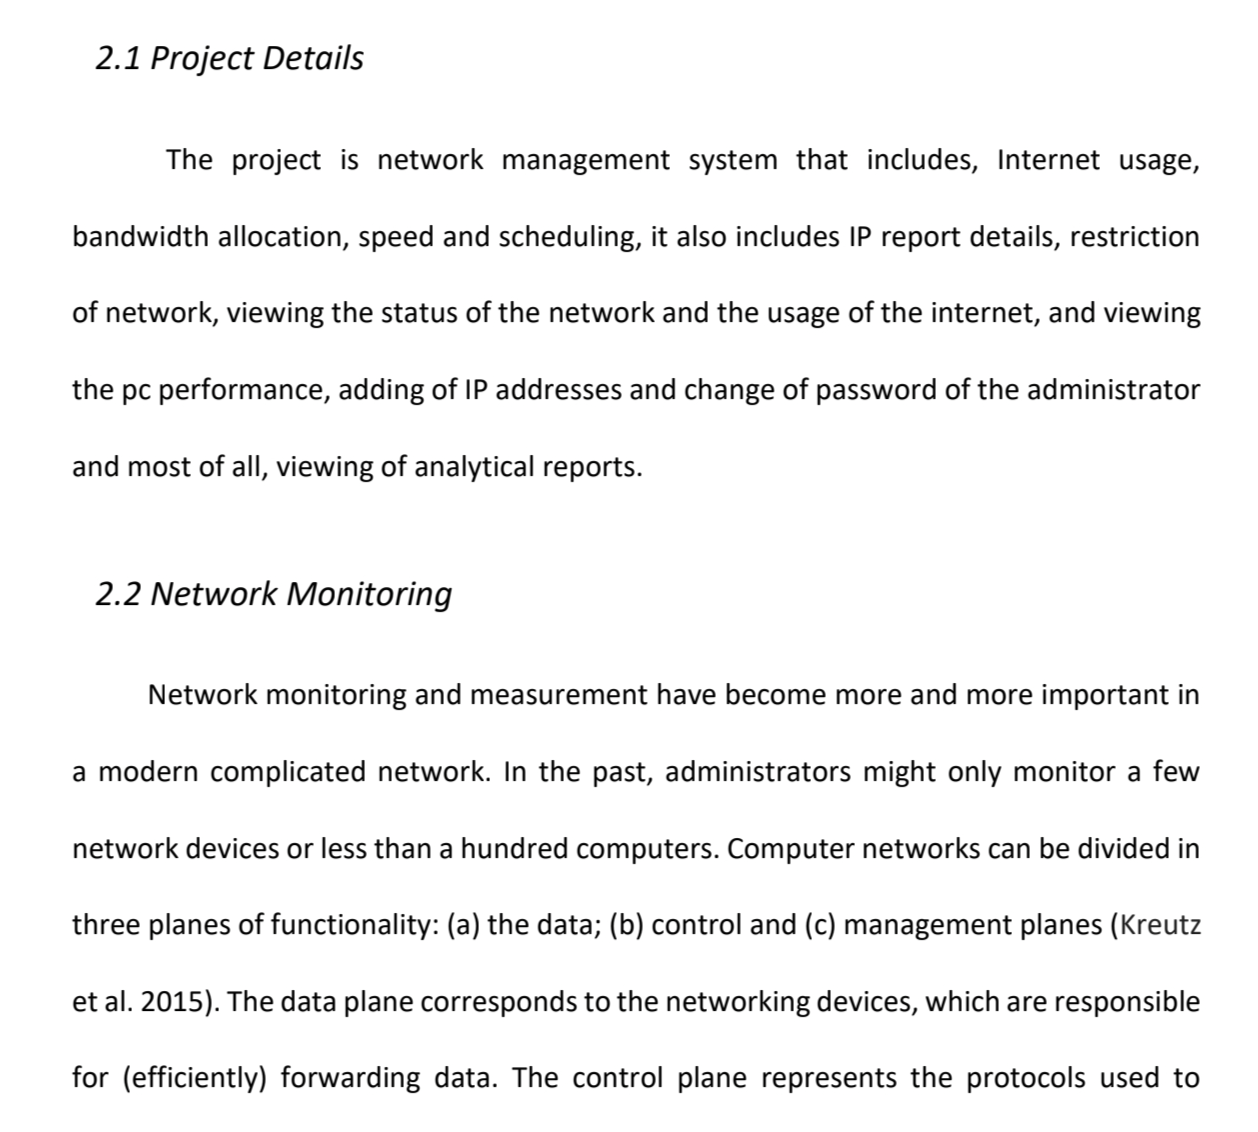 2.1 Project Details
The project is network management system that includes, Internet usage,
bandwidth allocation, speed and scheduling, it also includes IP report details, restriction
of network, viewing the status of the network and the usage of the internet, and viewing
the pc performance, adding of IP addresses and change of password of the administrator
and most of all, viewing of analytical reports.
2.2 Network Monitoring
Network monitoring and measurement have become more and more important in
a modern complicated network. In the past, administrators might only monitor a few
network devices or less than a hundred computers. Computer networks can be divided in
three planes of functionality: (a) the data; (b) control and (c) management planes (Kreutz
et al. 2015). The data plane corresponds to the networking devices, which are responsible
for (efficiently) forwarding data. The control plane represents the protocols used to